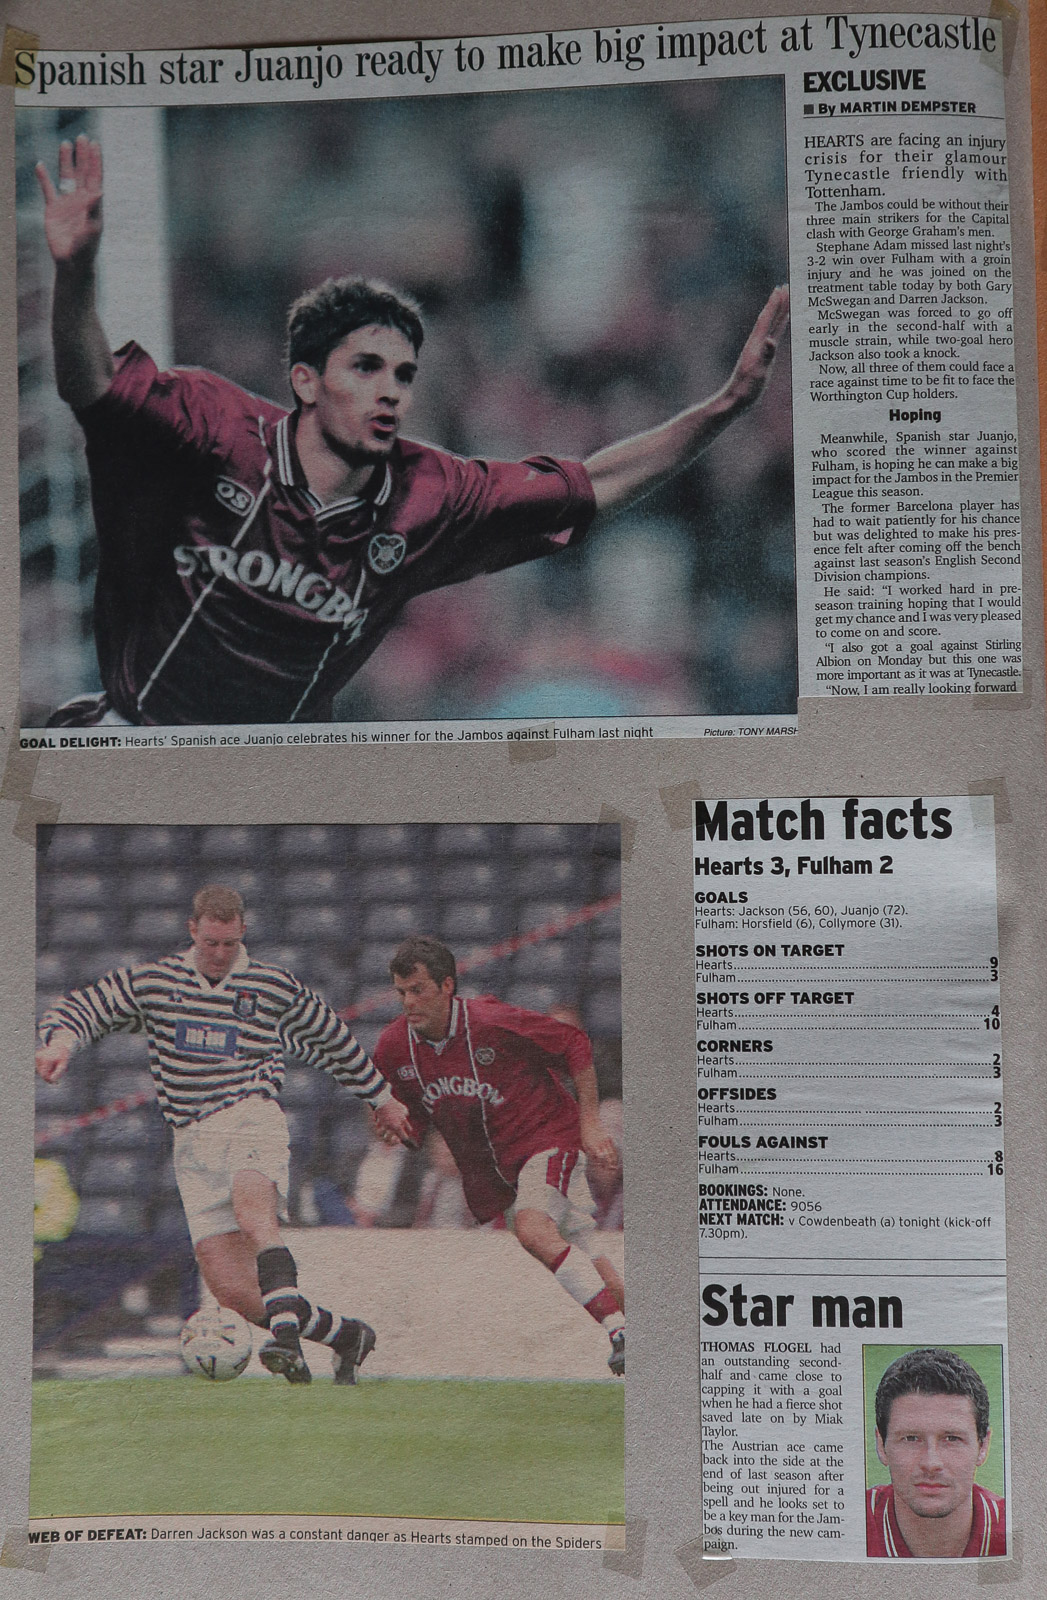 Spanish star Juanjo ready to make big impact at Tynecastle
EXCLUSIVE
■ By MARTIN DEMPSTER
HEARTS are facing an injury
crisis for their glamour
Tynecastle friendly with
Tottenham.
The Jambos could be without their
three main strikers for the Capital
clash with George Graham's men.
Stephane Adam missed last night's
3-2 win over Fulham with a groin
injury and he was joined on the
treatment table today by both Gary
McSwegan and Darren Jackson.
McSwegan was forced to go off
early in the second-half with a
muscle strain, while two-goal hero
Jackson also took a knock.
Now, all three of them could face a
race against time to be fit to face the
Worthington Cup holders.
Hoping
Meanwhile, Spanish star Juanjo,
who scored the winner against
Fulham, is hoping he can make a big
impact for the Jambos in the Premier
League this season.
The former Barcelona player has
had to wait patiently for his chance
but was delighted to make his pres-
ence felt after coming off the bench
against last season's English Second
Division champions.
He said: "I worked hard in pre-
season training hoping that I would
get my chance and I was very pleased
to come on and score.
"I also got a goal against Stirling
Albion on Monday but this one was
more important as it was at Tynecastle.
"Now, I am really looking forward
OS
STRONGBO
GOAL DELIGHT: Hearts' Spanish ace Juanjo celebrates his winner for the Jambos against Fulham last night
Picture: TONY MARSH
OS
RONGBOW
WEB OF DEFEAT: Darren Jackson was a constant danger as Hearts stamped on the Spiders
Match facts
Hearts 3, Fulham 2
GOALS
Hearts: Jackson (56, 60), Juanjo (72).
Fulham: Horsfield (6), Collymore (31).
SHOTS ON TARGET
Hearts...9
Fulham...3
SHOTS OFF TARGET
Hearts...4
Fulham...10
CORNERS
Hearts...2
Fulham...3
OFFSIDES
Hearts...2
Fulham...3
FOULS AGAINST
Hearts...8
Fulham...16
BOOKINGS: None.
ATTENDANCE: 9056
NEXT MATCH: v Cowdenbeath (a) tonight (kick-off
7.30pm).
Star man
THOMAS FLOGEL had
an outstanding second-
half and came close to
capping it with a goal
when he had a fierce shot
saved late on by Miak
Taylor.
The Austrian ace came
back into the side at the
end of last season after
being out injured for a
spell and he looks set to
be a key man for the Jam-
bos during the new cam-
paign.